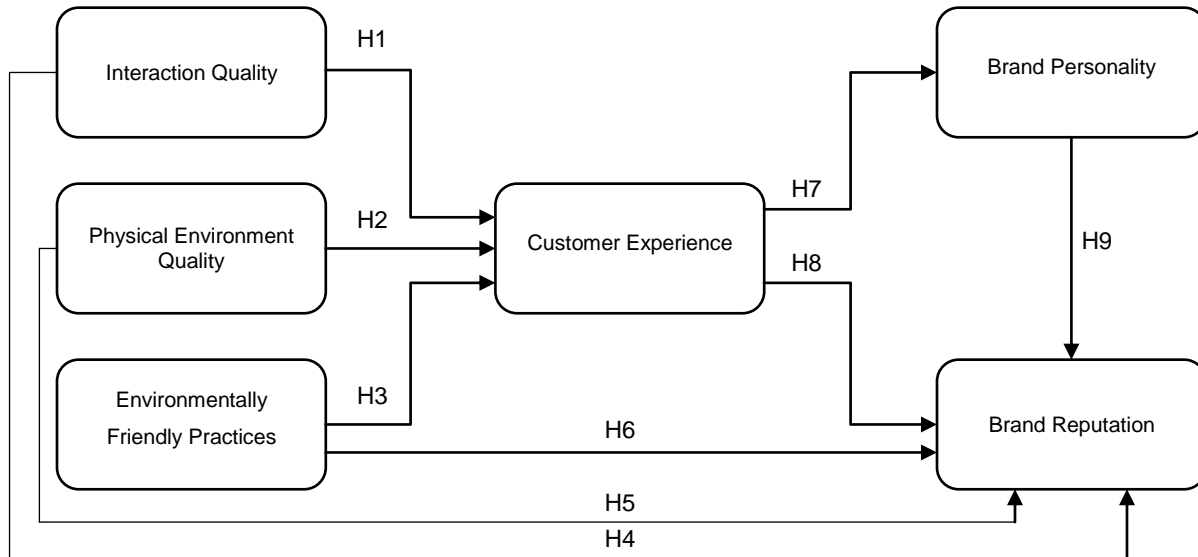 H1
Interaction Quality
Brand Personality
H7
H2
Physical Environment
Quality
Customer Experience
H9
H8
Environmentally
Friendly Practices
H3
H6
Brand Reputation
H5
H4